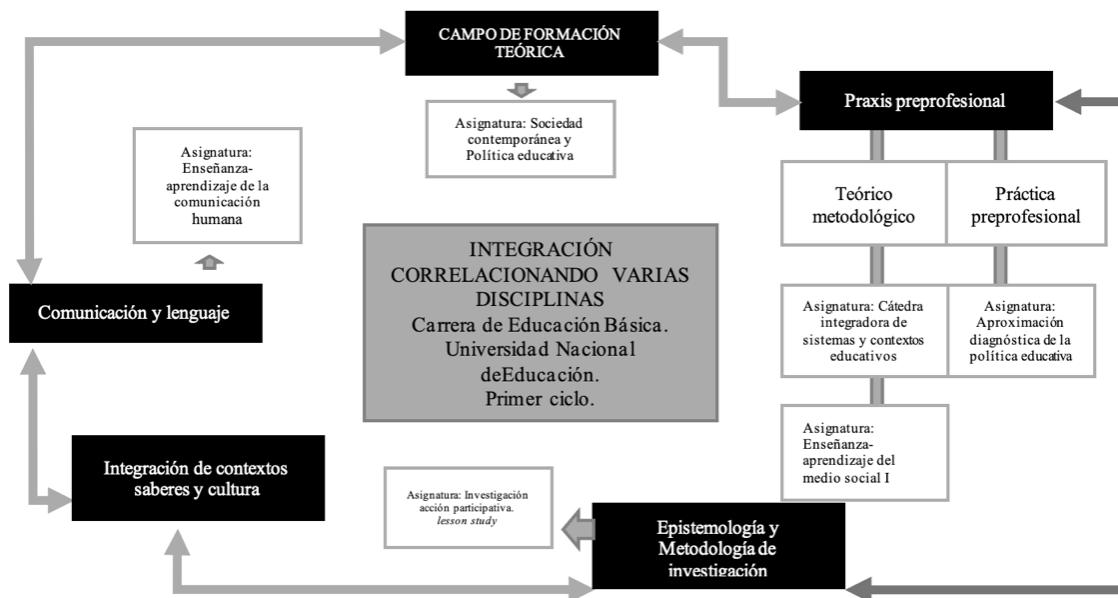 CAMPO DE FORMACIÓN
TEÓRICA
Asignatura: Sociedad
contemporánea y
Política educativa
Praxis preprofesional
Teórico
metodológico
Práctica
preprofesional
Asignatura: Cátedra
integradora de
sistemas y contextos
educativos
Asignatura:
Aproximación
diagnóstica de la
política educativa
Asignatura:
Enseñanza-
aprendizaje del
medio social I
Asignatura:
Enseñanza-
aprendizaje de la
comunicación
humana
Comunicación y lenguaje
INTEGRACIÓN
CORRELACIONANDO VARIAS
DISCIPLINAS
Carrera de Educación Básica.
Universidad Nacional
deEducación.
Primer ciclo.
Integración de contextos
saberes y cultura
Asignatura: Investigación
acción participativa.
lesson study
Epistemología y
Metodología de
investigación